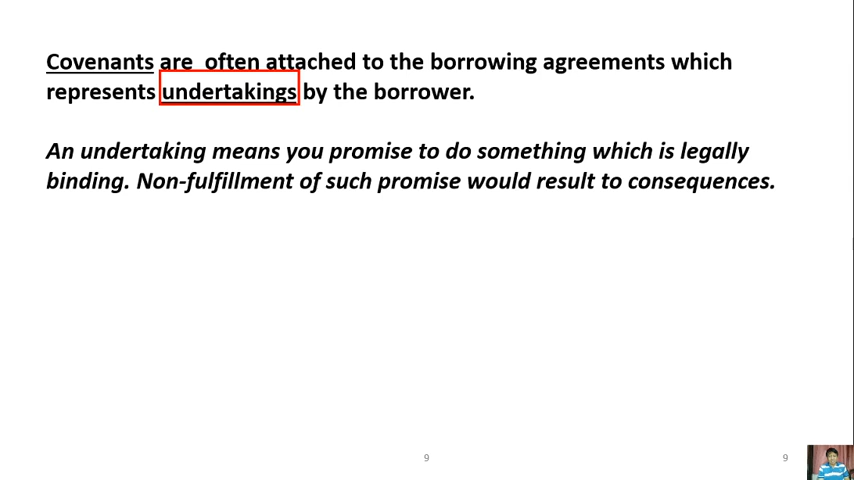 Covenants are often attached to the borrowing agreements which
represents undertakings by the borrower.
An undertaking means you promise to do something which is legally
binding. Non-fulfillment of such promise would result to consequences.
9
9